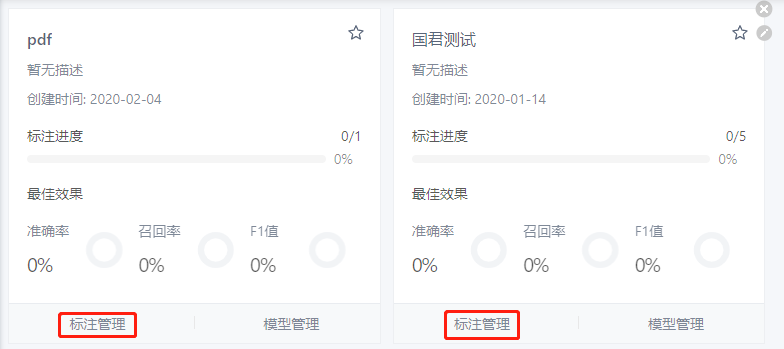 pdf
暂无描述
创建时间: 2020-02-04
标注进度 0/1
0%
最佳效果
准确率 召回率 F1值
0% 0% 0%
标注管理 模型管理
国君测试
暂无描述
创建时间: 2020-01-14
标注进度 0/5
0%
最佳效果
准确率 召回率 F1值
0% 0% 0%
标注管理 模型管理